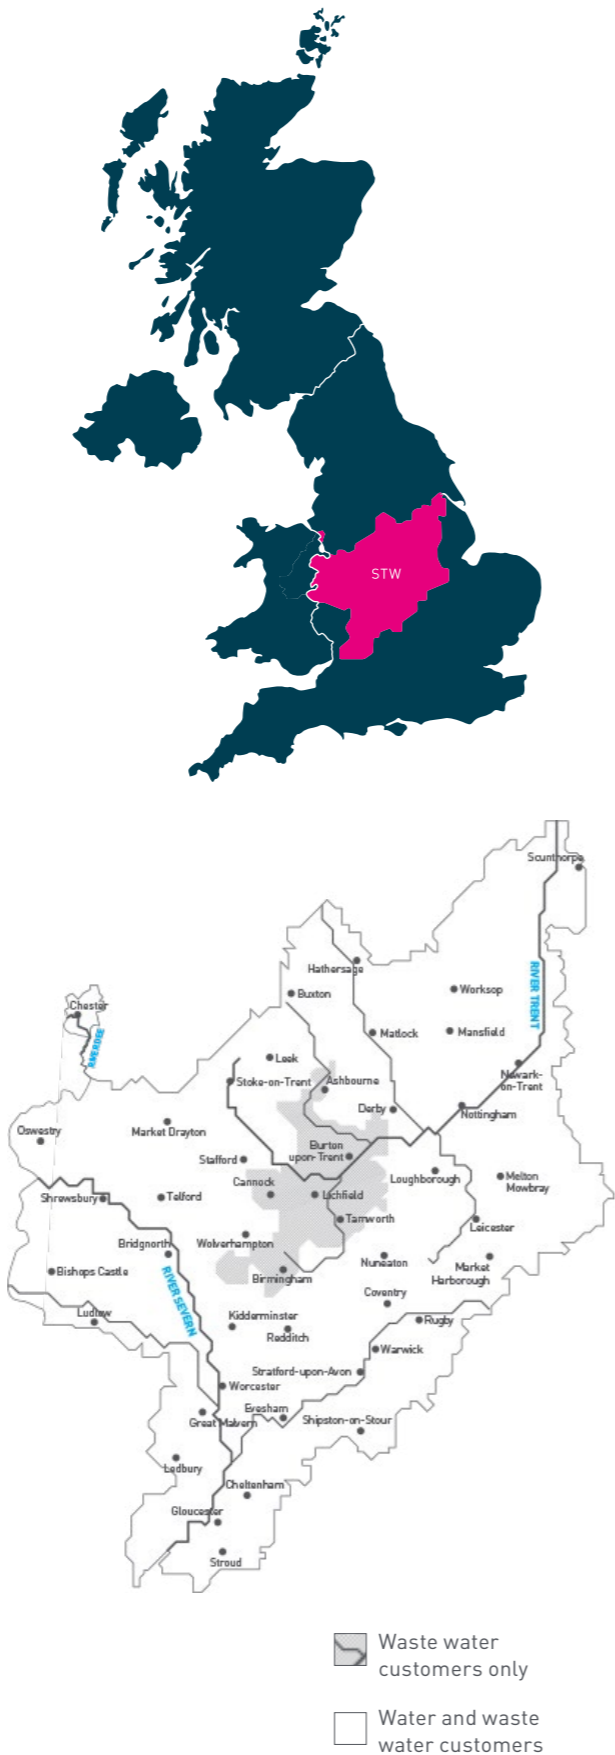 STW
Scunthorpe
Hathersage
Buxton
Worksop
RIVER TRENT
Chester
RIVER DEE
Matlock
Mansfield
Leek
Stoke-on-Trent
Ashbourne
Newark-
on-Trent
Derby
Nottingham
Oswestry
Market Drayton
Burton
upon-Trent
Stafford
Cannock
Loughborough
Melton
Mowbray
Shrewsbury
Telford
Lichfield
Tamworth
Leicester
Bridgnorth
Wolverhampton
Bishops Castle
RIVER SEVERN
Birmingham
Nuneaton
Market
Harborough
Coventry
Ludlow
Kidderminster
Redditch
Rugby
Warwick
Stratford-upon-Avon
Worcester
Evesham
Great Malvern
Shipston-on-Stour
Ledbury
Cheltenham
Gloucester
Stroud
Waste water
customers only
Water and waste
water customers